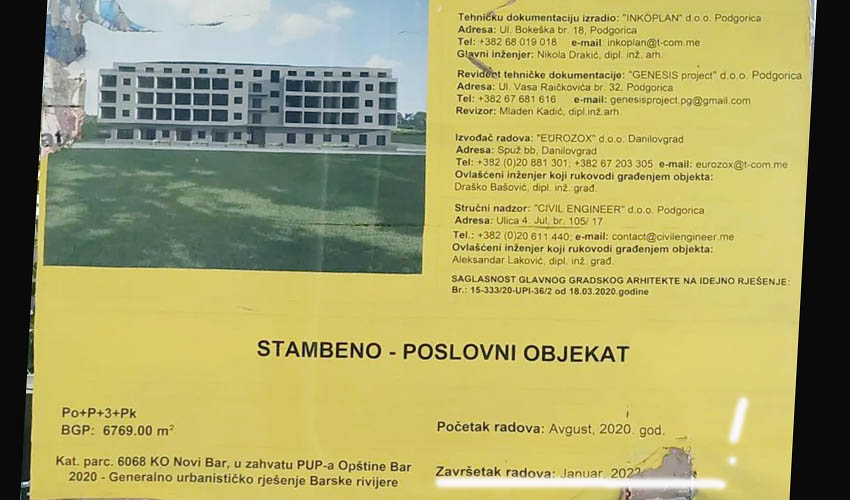 Tehničku dokumentaciju izradio: "INKOPLAN" d.o.o. Podgorica
Adresa: Ul. Bokeška br. 18, Podgorica
Tel: +382 68 019 018 e-mail: inkoplan@t-com.me
Glavni inženjer: Nikola Drakić, dipl. inž. arh.
Revident tehničke dokumentacije: "GENESIS project" d.o.o. Podgorica
Adresa: Ul. Vasa Raičkovića br. 32, Podgorica
Tel: +382 67 681 616 e-mail: genesisproject.pg@gmail.com
Revizor: Mladen Kadić, dipl.inž.arh.
Izvođač radova: "EUROZOX" d.o.o. Danilovgrad
Adresa: Spuž bb, Danilovgrad
Tel: +382 (0)20 881 301; +382 67 203 305 e-mail: eurozox@t-com.me
Ovlašćeni inženjer koji rukovodi građenjem objekta:
Draško Bašović, dipl. inž. građ.
Stručni nadzor: "CIVIL ENGINEER" d.o.o. Podgorica
Adresa: Ulica 4. Jul, br. 105/ 17
Tel.: +382 (0)20 611 440; e-mail: contact@civilengineer.me
Ovlašćeni inženjer koji rukovodi građenjem objekta:
Aleksandar Laković, dipl. inž. građ.
SAGLASNOST GLAVNOG GRADSKOG ARHITEKTE NA IDEJNO RJEŠENJE:
Br.: 15-333/20-UPI-36/2 od 18.03.2020.godine
STAMBENO - POSLOVNI OBJEKAT
Po+P+3+Pk
BGP: 6769.00 m²
Kat. parc. 6068 KO Novi Bar, u zahvatu PUP-a Opštine Bar
2020 - Generalno urbanističko rješenje Barske rivijere
Početak radova: Avgust, 2020. god.
Završetak radova: Januar,
!